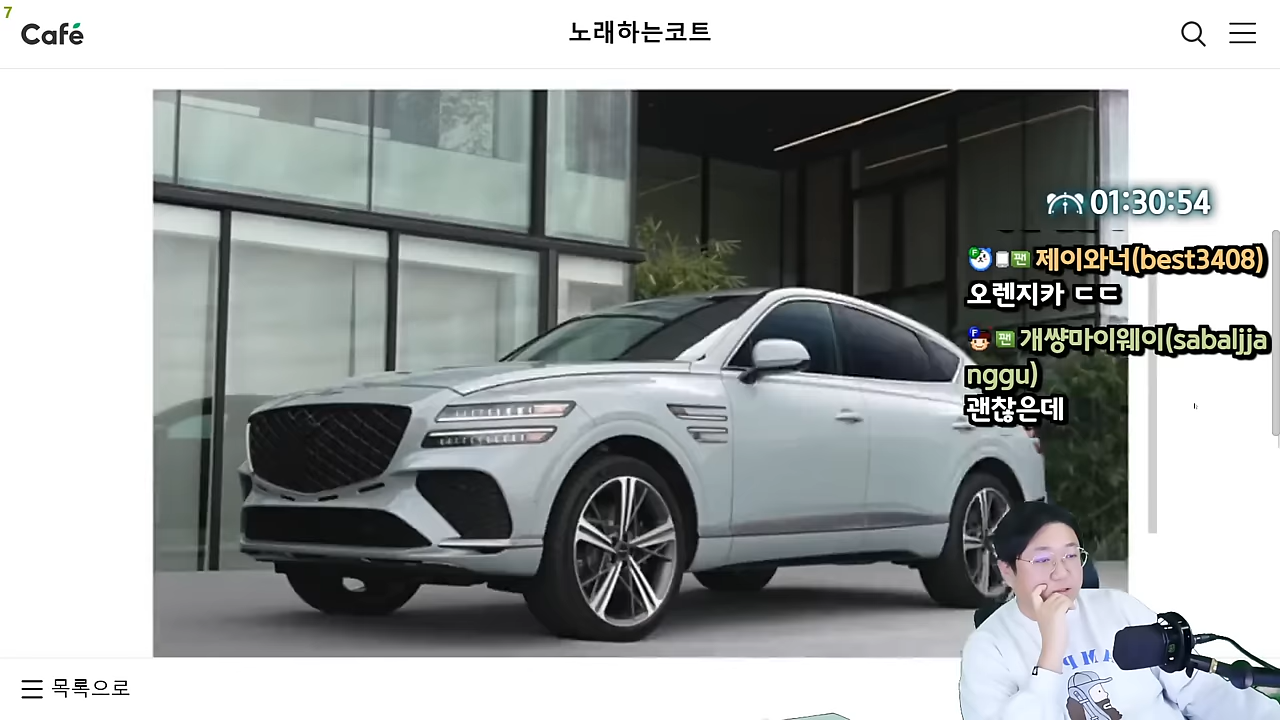 7
Café
노래하는코트
01:30:54
제이와너(best3408)
오렌지카 ㄷㄷ
개썅마이웨이(sabaljja
nggu)
괜찮은데
목록으로